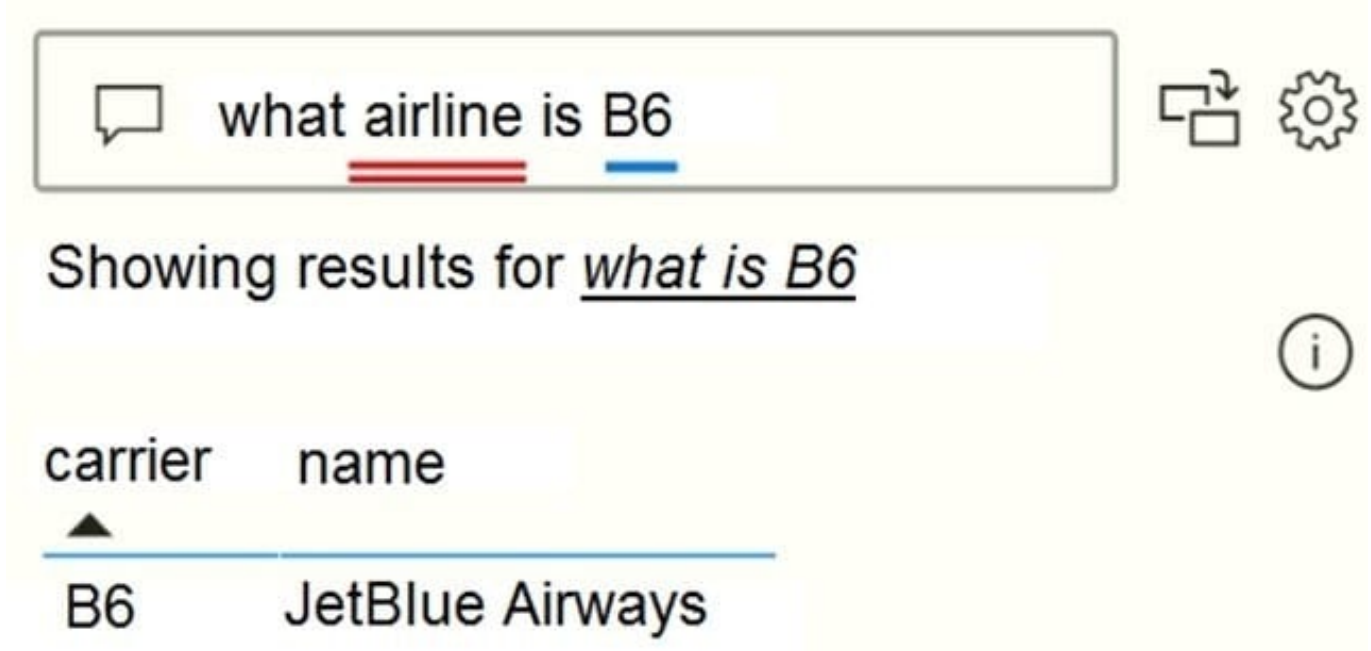 what airline is B6
Showing results for what is B6
carrier name
B6 JetBlue Airways